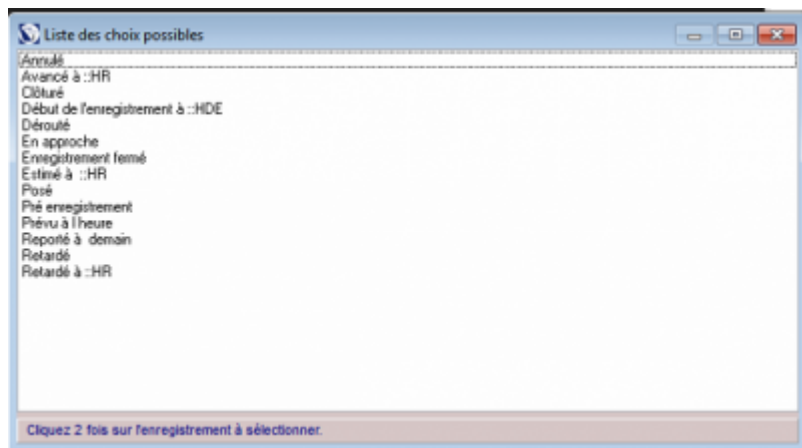 Liste des choix possibles
Annulé
Avancé à ::HR
Clôturé
Début de l'enregistrement à ::HDE
Dérouté
En approche
Enregistrement fermé
Estimé à ::HR
Posé
Pré enregistrement
Prévu à l heure
Reporté à demain
Retardé
Retardé à ::HR
Cliquez 2 fois sur l'enregistrement à sélectionner.